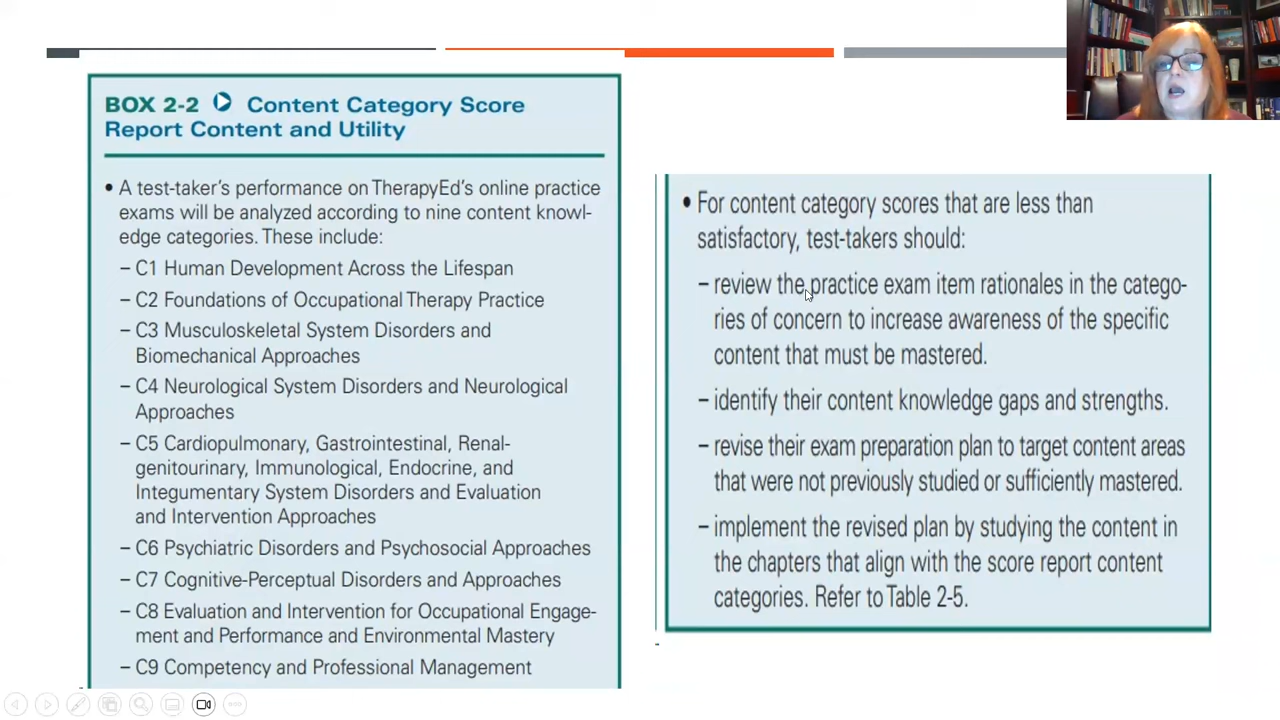 BOX 2-2 Content Category Score
Report Content and Utility
• A test-taker's performance on TherapyEd's online practice
exams will be analyzed according to nine content knowl-
edge categories. These include:
– C1 Human Development Across the Lifespan
– C2 Foundations of Occupational Therapy Practice
– C3 Musculoskeletal System Disorders and
Biomechanical Approaches
– C4 Neurological System Disorders and Neurological
Approaches
– C5 Cardiopulmonary, Gastrointestinal, Renal-
genitourinary, Immunological, Endocrine, and
Integumentary System Disorders and Evaluation
and Intervention Approaches
– C6 Psychiatric Disorders and Psychosocial Approaches
– C7 Cognitive-Perceptual Disorders and Approaches
– C8 Evaluation and Intervention for Occupational Engage-
ment and Performance and Environmental Mastery
– C9 Competency and Professional Management
• For content category scores that are less than
satisfactory, test-takers should:
– review the practice exam item rationales in the catego-
ries of concern to increase awareness of the specific
content that must be mastered.
– identify their content knowledge gaps and strengths.
– revise their exam preparation plan to target content areas
that were not previously studied or sufficiently mastered.
– implement the revised plan by studying the content in
the chapters that align with the score report content
categories. Refer to Table 2-5.